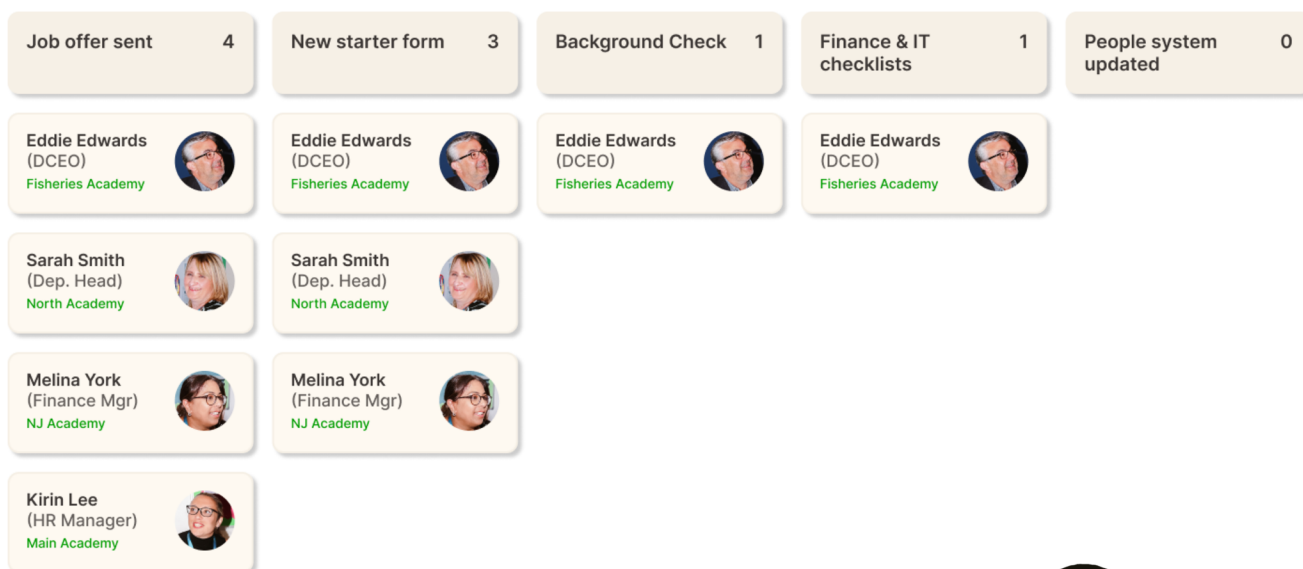 Job offer sent 4
New starter form 3
Background Check 1
Finance & IT 1
checklists
People system 0
updated
Eddie Edwards
(DCEO)
Fisheries Academy
Eddie Edwards
(DCEO)
Fisheries Academy
Eddie Edwards
(DCEO)
Fisheries Academy
Eddie Edwards
(DCEO)
Fisheries Academy
Sarah Smith
(Dep. Head)
North Academy
Sarah Smith
(Dep. Head)
North Academy
Melina York
(Finance Mgr)
NJ Academy
Melina York
(Finance Mgr)
NJ Academy
Kirin Lee
(HR Manager)
Main Academy